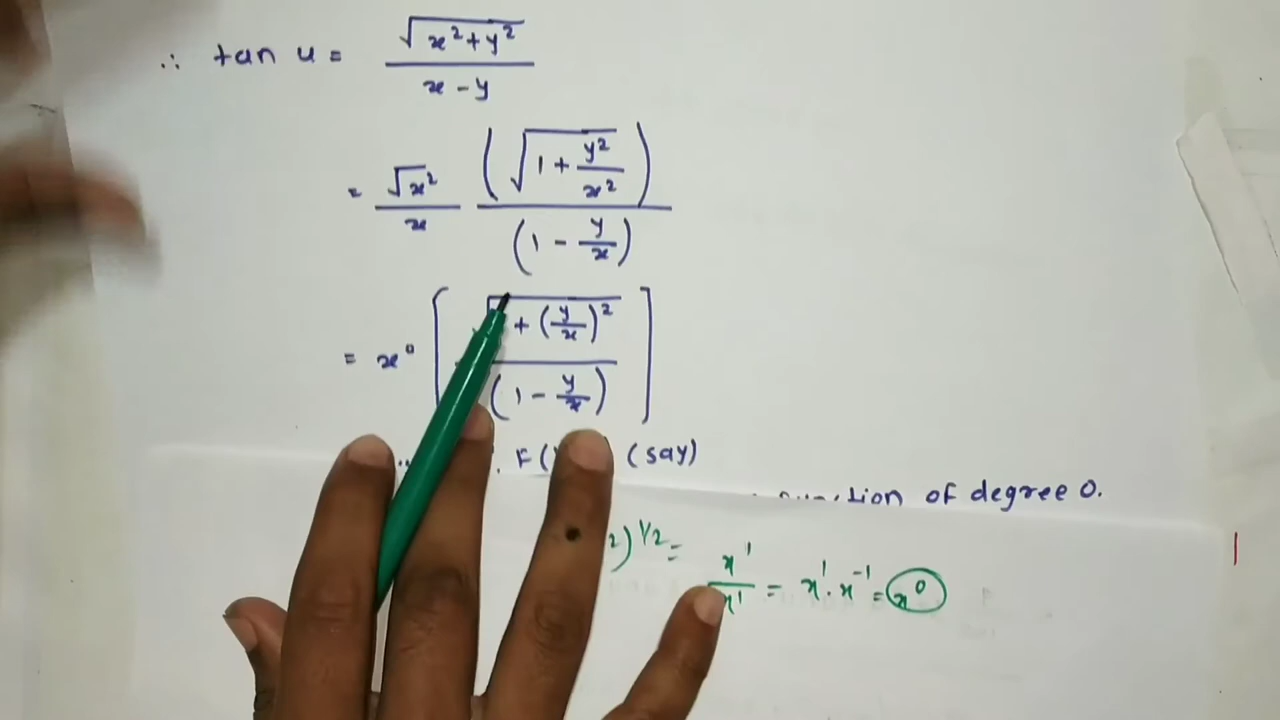 ∴ tan u = √(x²+y²) / (x-y)
= √x² / x (√(1 + y²/x²)) / (1 - y/x)
= x⁰ [ √ + (y/x)² / (1 - y/x) ]
F( (say)
of degree 0.
2)^1/2 = x¹ / x¹ = x¹ . x⁻¹ = x⁰